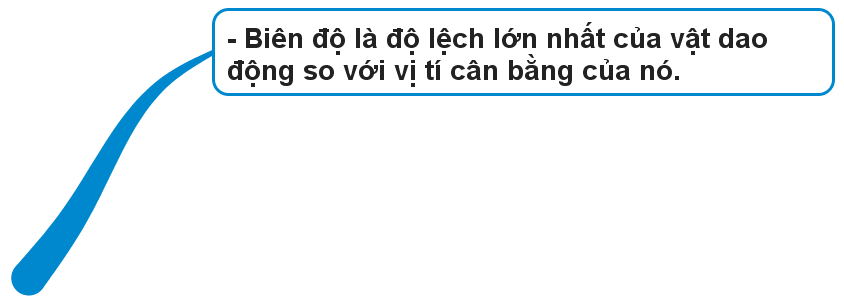 - Biên độ là độ lệch lớn nhất của vật dao
động so với vị tí cân bằng của nó.